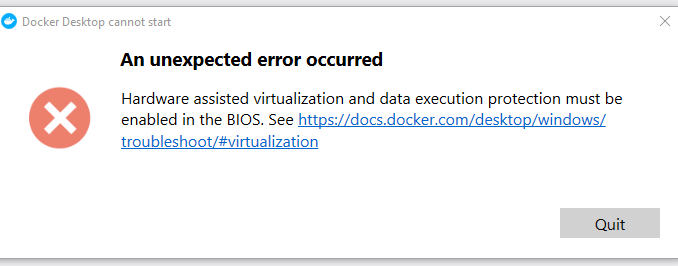 Docker Desktop cannot start
An unexpected error occurred
Hardware assisted virtualization and data execution protection must be
enabled in the BIOS. See https://docs.docker.com/desktop/windows/
troubleshoot/#virtualization
Quit